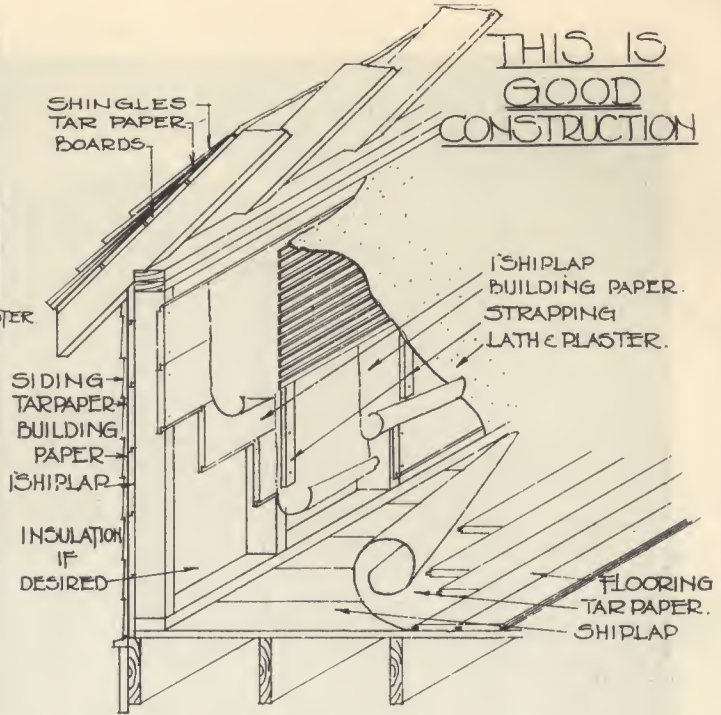 THIS IS
GOOD
CONSTRUCTION
SHINGLES
TAR PAPER
BOARDS
1"SHIPLAP
BUILDING PAPER.
STRAPPING
LATH & PLASTER.
SIDING
TARPAPER
BUILDING
PAPER
1"SHIPLAP
INSULATION
IF
DESIRED
FLOORING
TAR PAPER.
SHIPLAP